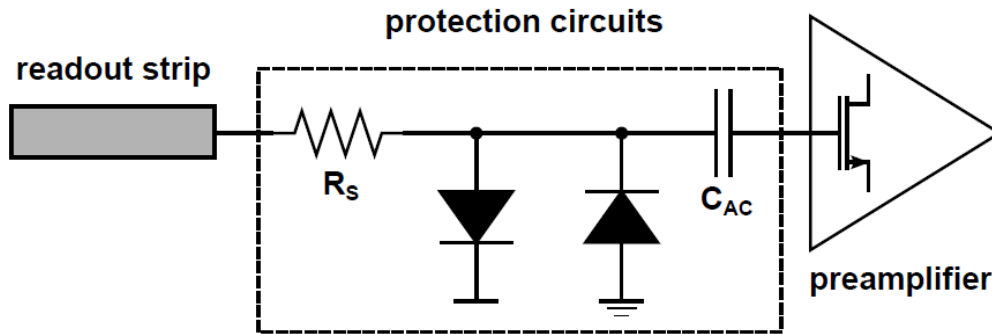 protection circuits
readout strip
R_S
C_AC
preamplifier